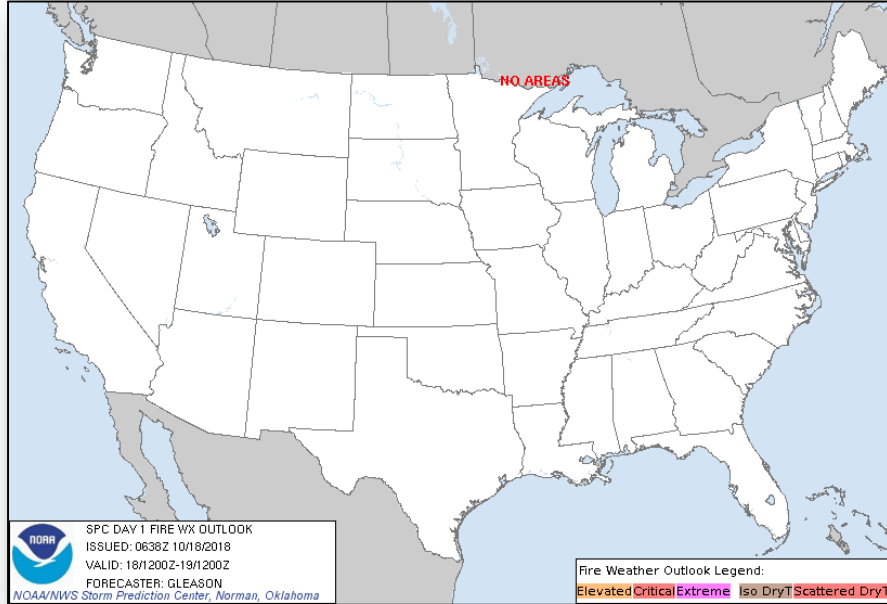 NO AREAS
NOAA
SPC DAY 1 FIRE WX OUTLOOK
ISSUED: 0638Z 10/18/2018
VALID: 18/1200Z-19/1200Z
FORECASTER: GLEASON
NOAA/NWS Storm Prediction Center, Norman, Oklahoma
Fire Weather Outlook Legend:
Elevated Critical Extreme Iso DryT Scattered DryT